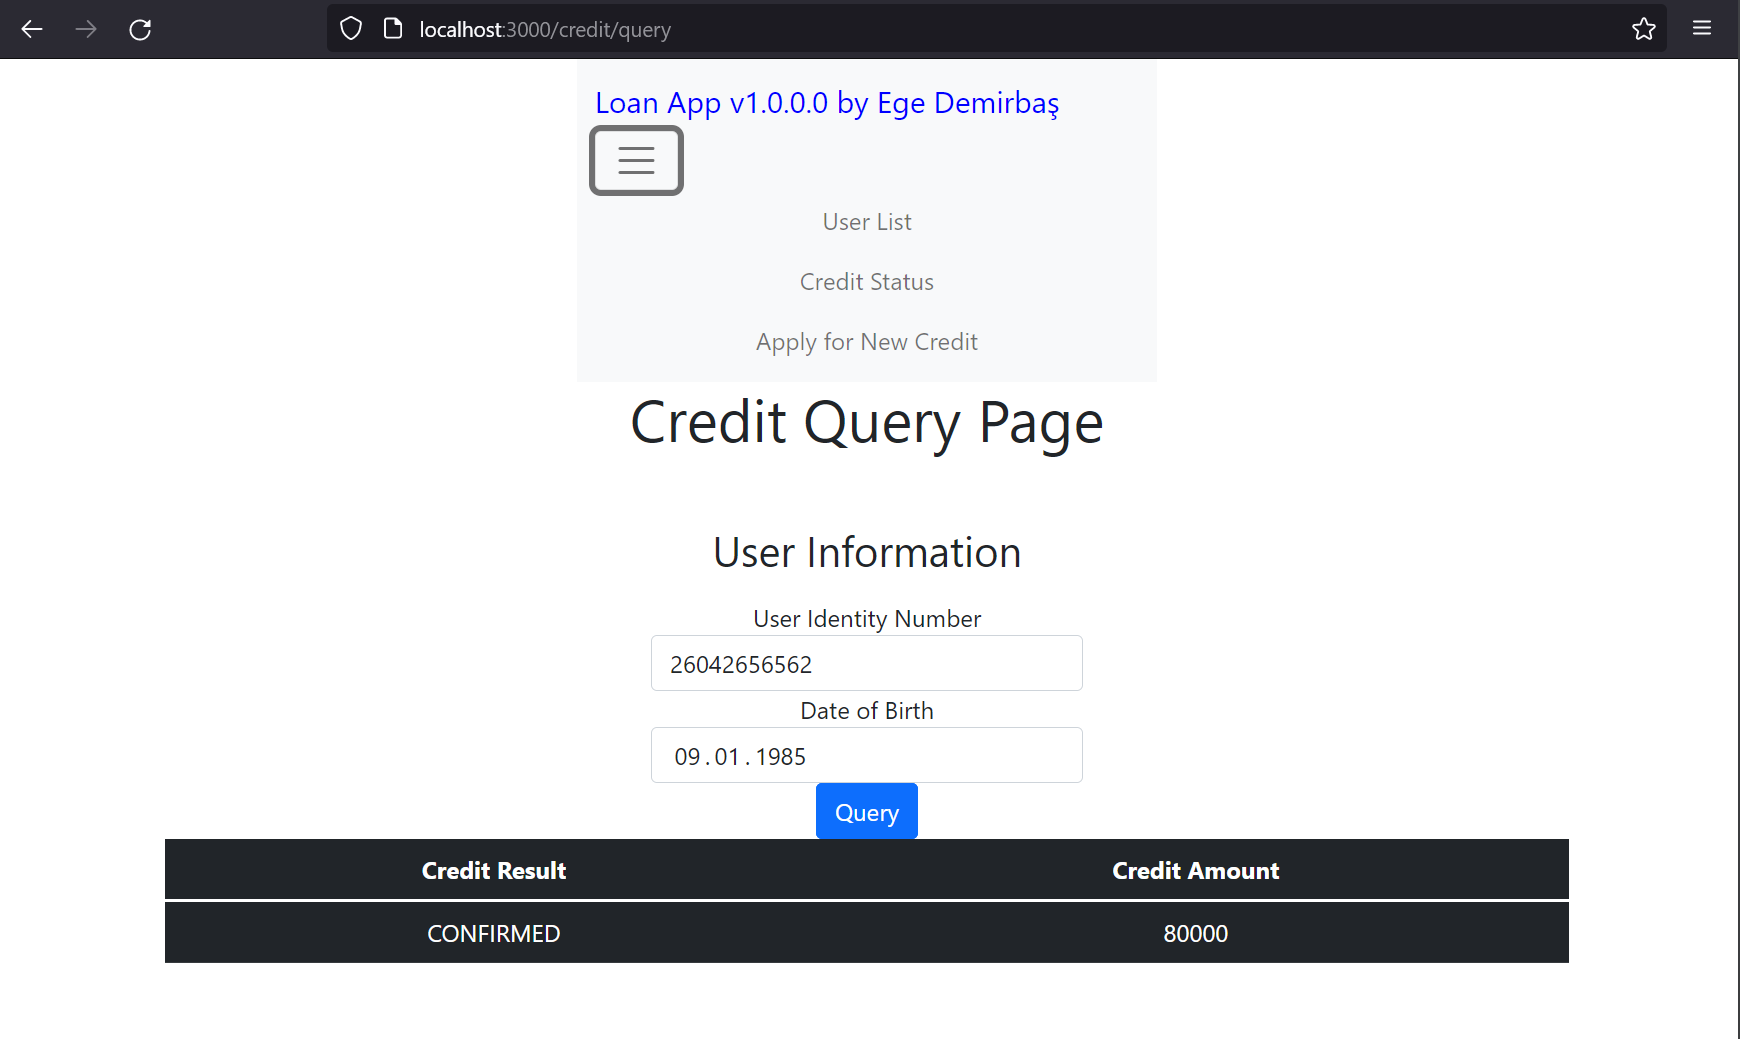 localhost:3000/credit/query
Loan App v1.0.0.0 by Ege Demirbaş
User List
Credit Status
Apply for New Credit
Credit Query Page
User Information
User Identity Number
26042656562
Date of Birth
09.01.1985
Query
Credit Result Credit Amount
CONFIRMED 80000